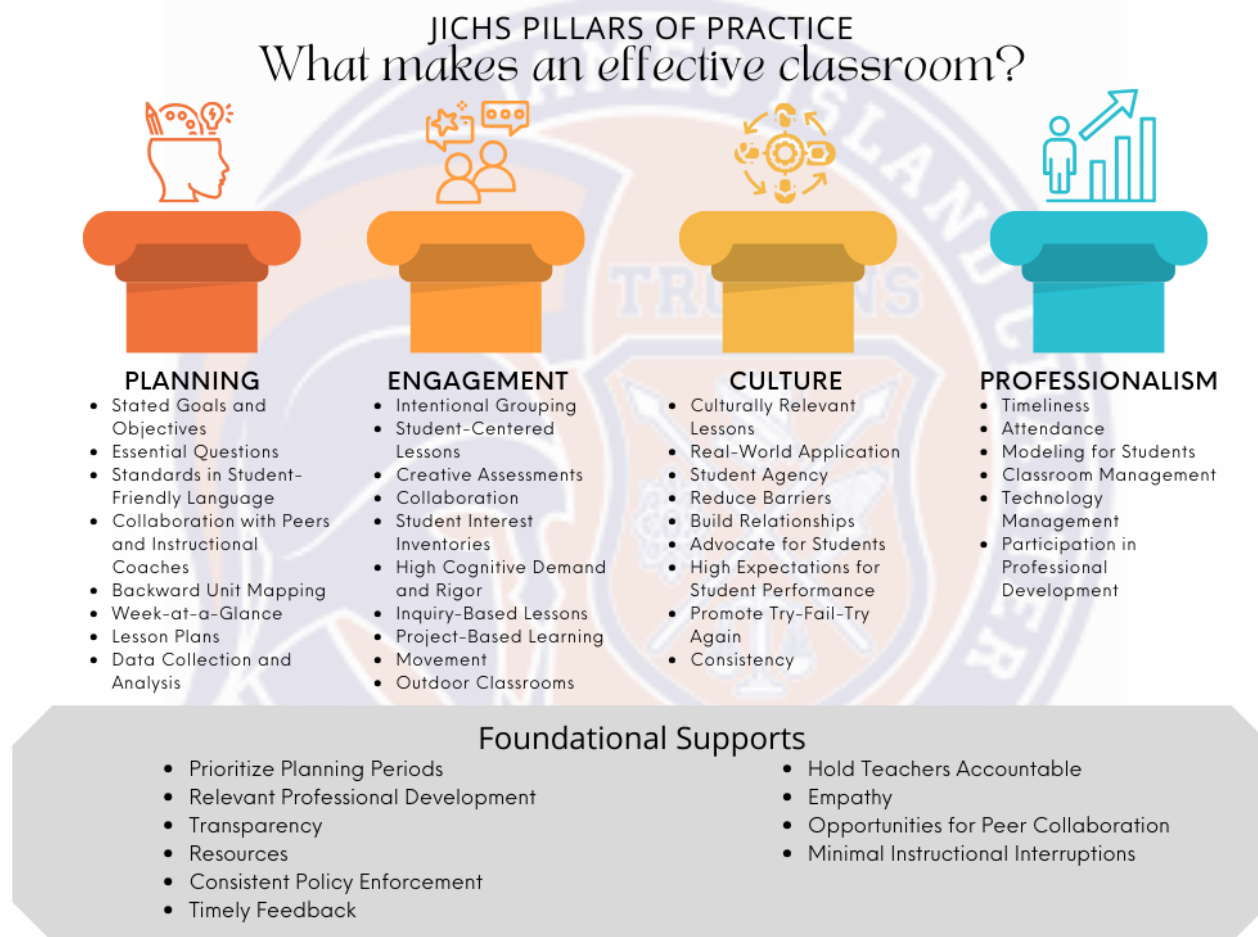 JICHS PILLARS OF PRACTICE
What makes an effective classroom?
JAMES ISLAND CHARTER
TROJANS
PLANNING
• Stated Goals and
Objectives
• Essential Questions
• Standards in Student-
Friendly Language
• Collaboration with Peers
and Instructional
Coaches
• Backward Unit Mapping
• Week-at-a-Glance
• Lesson Plans
• Data Collection and
Analysis
ENGAGEMENT
• Intentional Grouping
• Student-Centered
Lessons
• Creative Assessments
• Collaboration
• Student Interest
Inventories
• High Cognitive Demand
and Rigor
• Inquiry-Based Lessons
• Project-Based Learning
• Movement
• Outdoor Classrooms
CULTURE
• Culturally Relevant
Lessons
• Real-World Application
• Student Agency
• Reduce Barriers
• Build Relationships
• Advocate for Students
• High Expectations for
Student Performance
• Promote Try-Fail-Try
Again
• Consistency
PROFESSIONALISM
• Timeliness
• Attendance
• Modeling for Students
• Classroom Management
• Technology
Management
• Participation in
Professional
Development
Foundational Supports
• Prioritize Planning Periods
• Relevant Professional Development
• Transparency
• Resources
• Consistent Policy Enforcement
• Timely Feedback
• Hold Teachers Accountable
• Empathy
• Opportunities for Peer Collaboration
• Minimal Instructional Interruptions